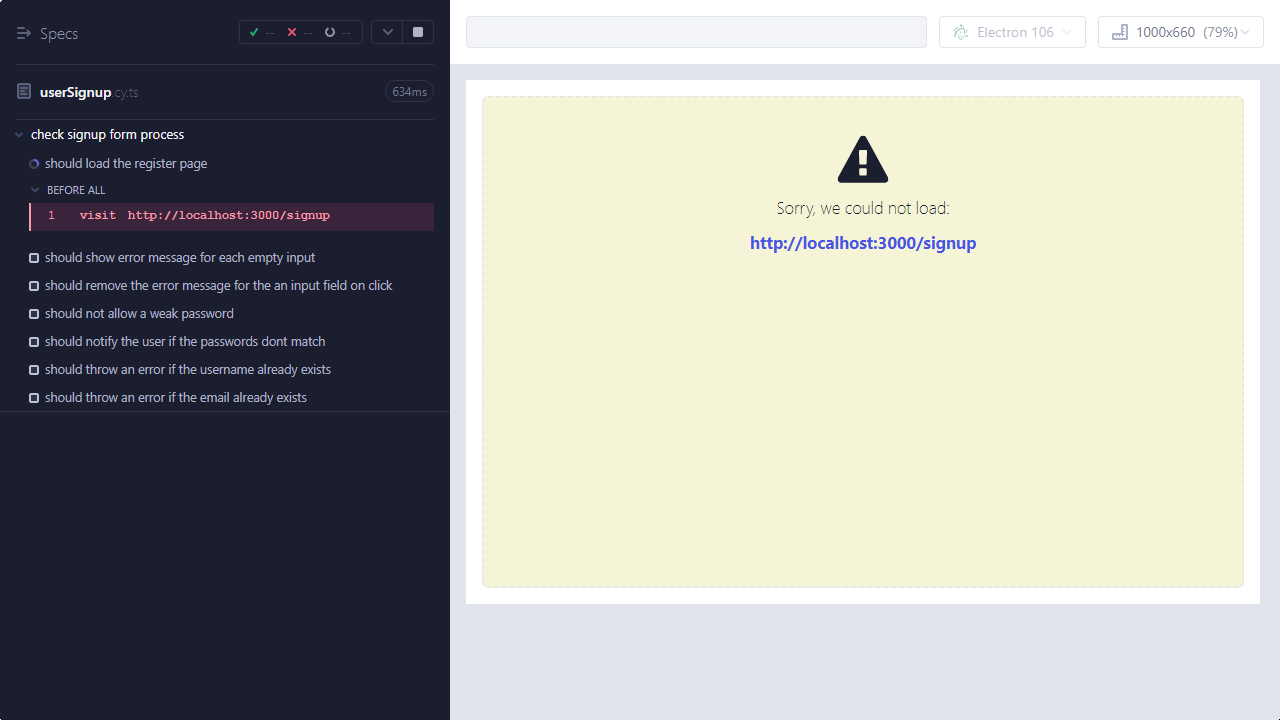 Specs
-- -- --
userSignup.cy.ts
634ms
check signup form process
should load the register page
BEFORE ALL
1 visit http://localhost:3000/signup
should show error message for each empty input
should remove the error message for the an input field on click
should not allow a weak password
should notify the user if the passwords dont match
should throw an error if the username already exists
should throw an error if the email already exists
Electron 106
1000x660 (79%)
Sorry, we could not load:
http://localhost:3000/signup